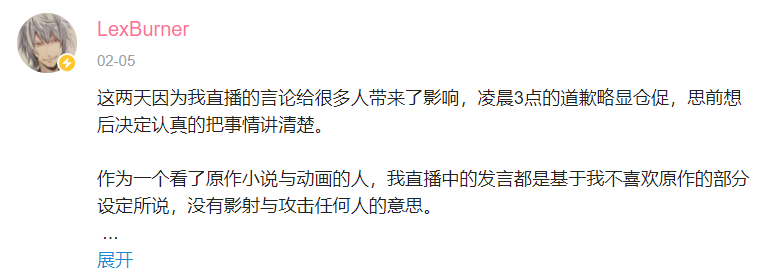 LexBurner
02-05
这两天因为我直播的言论给很多人带来了影响，凌晨3点的道歉略显仓促，思前想
后决定认真的把事情讲清楚。
作为一个看了原作小说与动画的人，我直播中的发言都是基于我不喜欢原作的部分
设定所说，没有影射与攻击任何人的意思。
...
展开